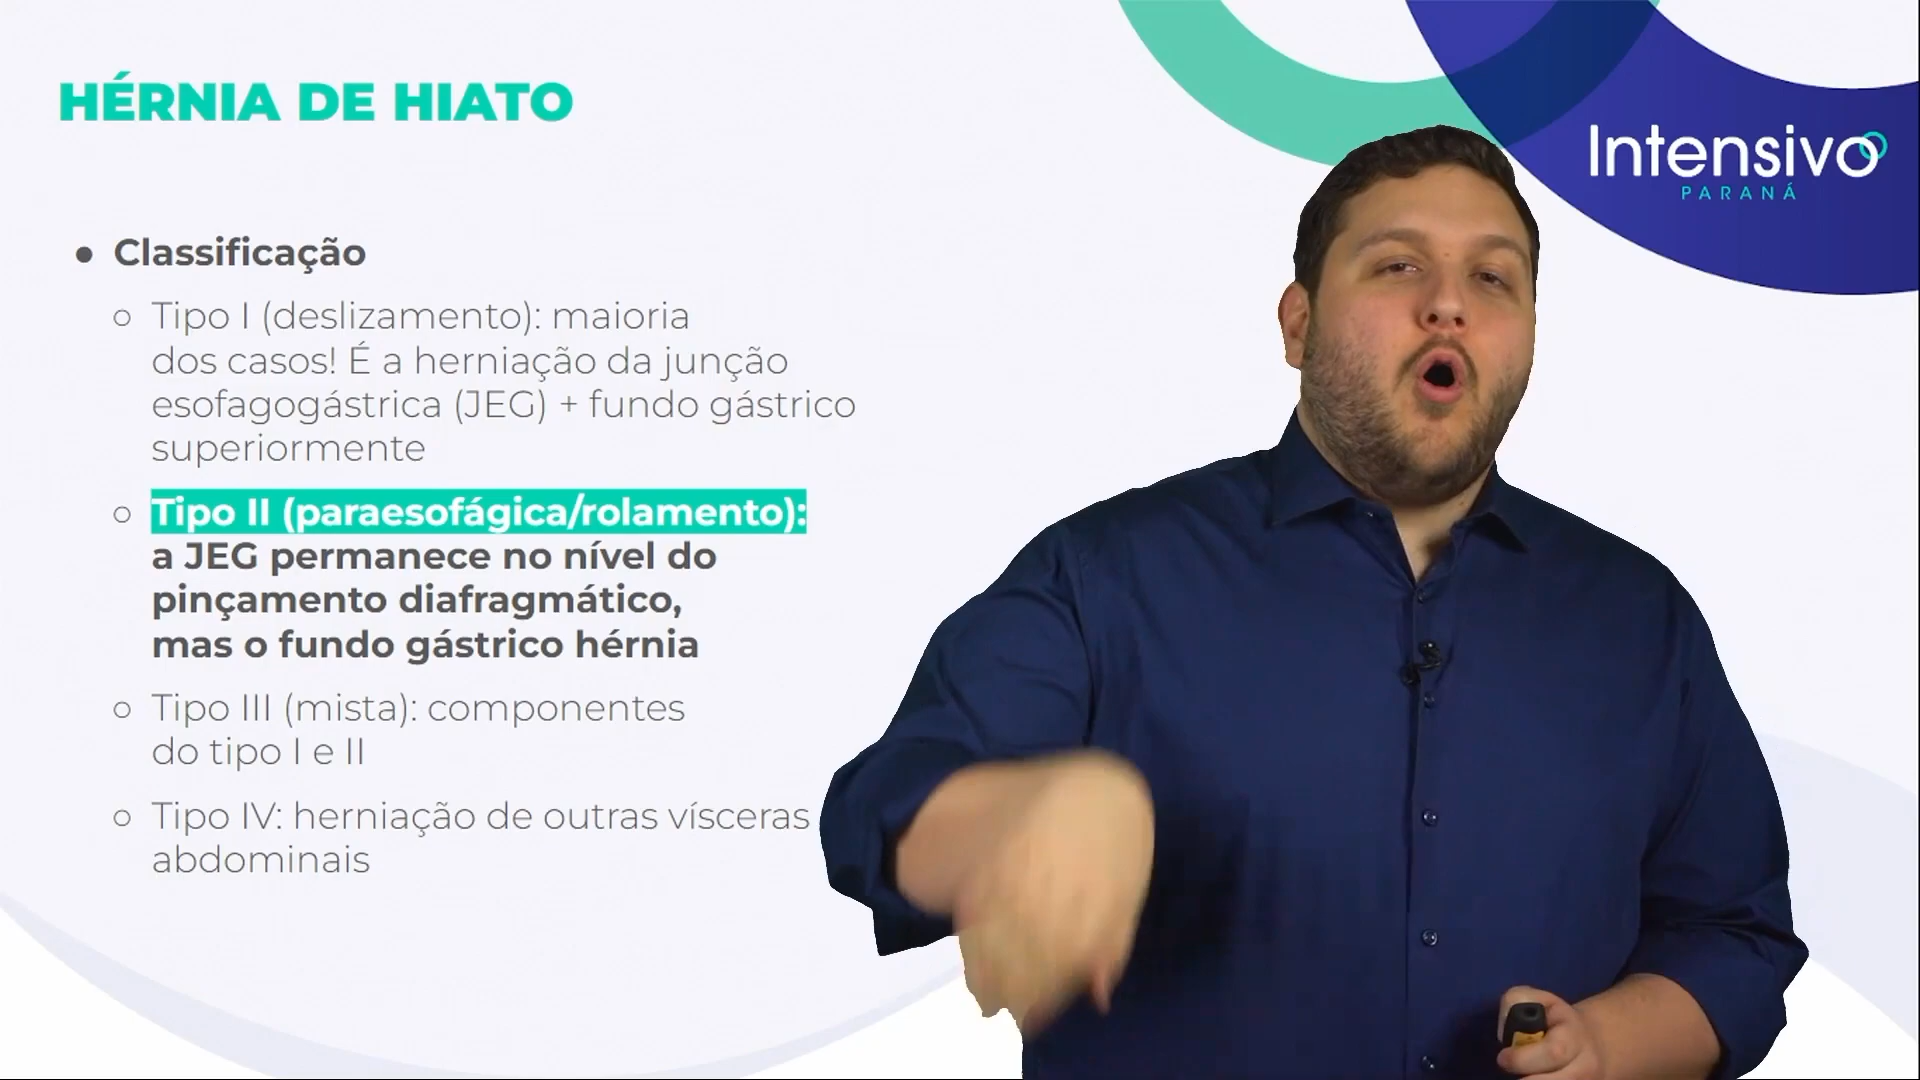 HÉRNIA DE HIATO
Intensivo
PARANÁ
● Classificação
○ Tipo I (deslizamento): maioria
dos casos! É a herniação da junção
esofagogástrica (JEG) + fundo gástrico
superiormente
○ Tipo II (paraesofágica/rolamento):
a JEG permanece no nível do
pinçamento diafragmático,
mas o fundo gástrico hérnia
○ Tipo III (mista): componentes
do tipo I e II
○ Tipo IV: herniação de outras vísceras
abdominais